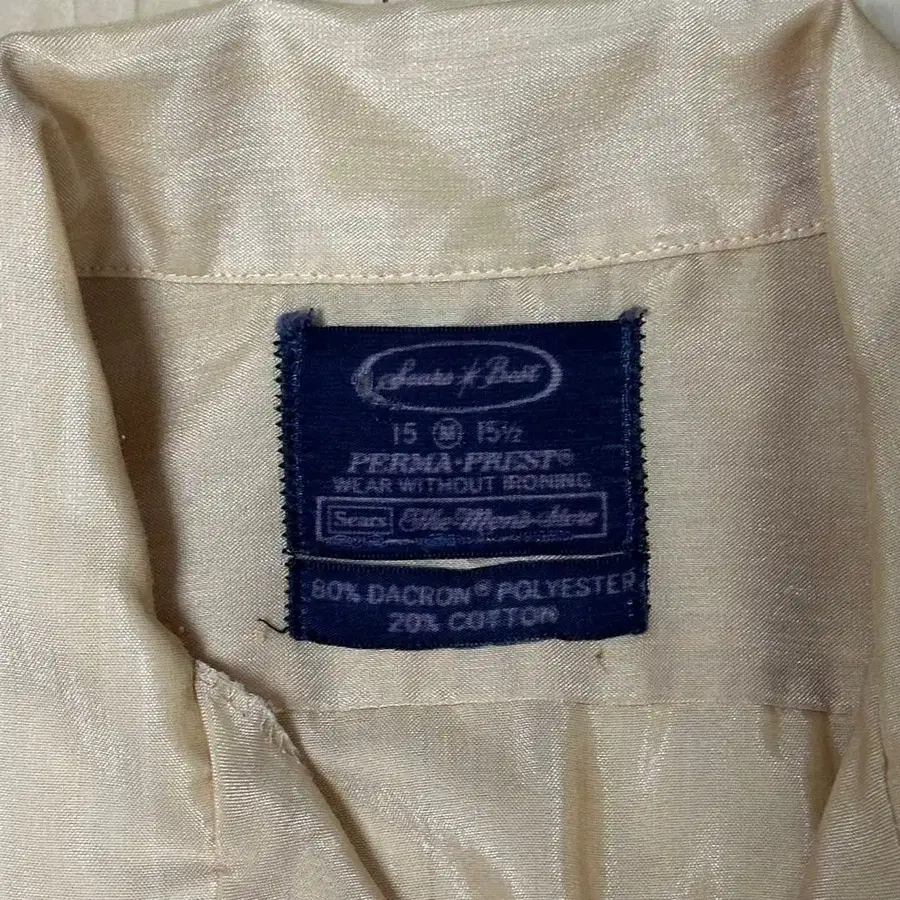 Sears * Best
15 M 15½
PERMA·PREST®
WEAR WITHOUT IRONING
Sears The Men's Store
80% DACRON® POLYESTER
20% COTTON